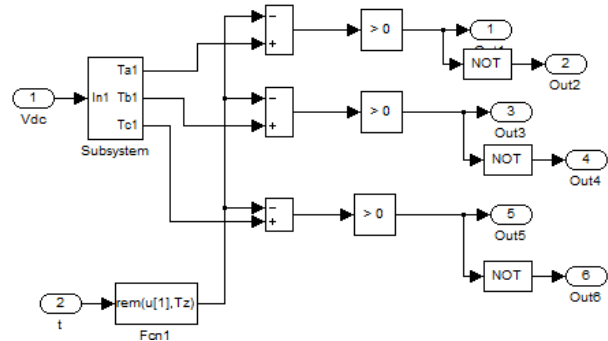 1
Vdc
In1
Ta1
Tb1
Tc1
Subsystem
−
+
> 0
1
Out1
NOT
2
Out2
−
+
> 0
3
Out3
NOT
4
Out4
−
+
> 0
5
Out5
NOT
6
Out6
2
t
rem(u[1],Tz)
Fcn1